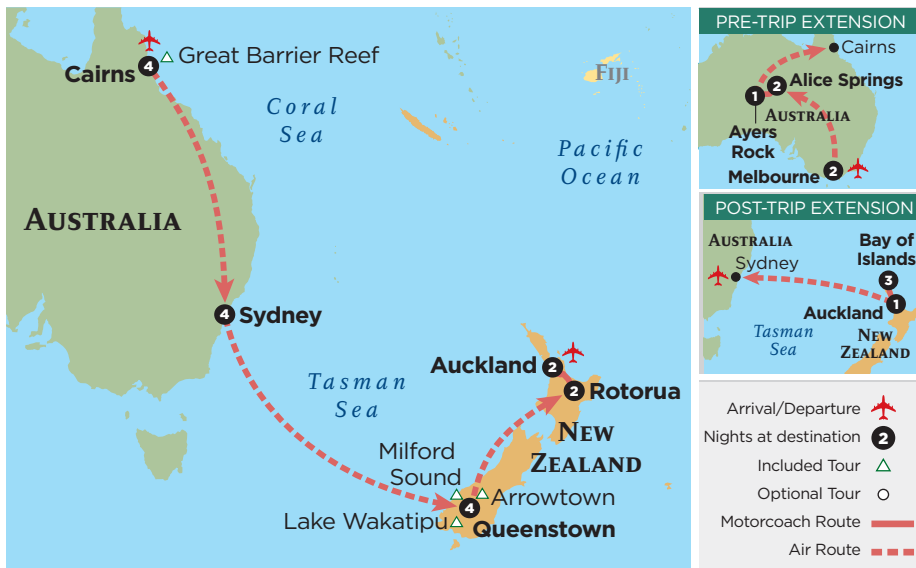 Great Barrier Reef
4
Cairns
FIJI
Coral
Sea
Pacific
Ocean
AUSTRALIA
4
Sydney
Tasman
Sea
Auckland
2
2
Rotorua
NEW
ZEALAND
Milford
Sound
Arrowtown
4
Lake Wakatipu
Queenstown
PRE-TRIP EXTENSION
Cairns
2
Alice Springs
1
AUSTRALIA
Ayers
Rock
Melbourne
2
POST-TRIP EXTENSION
AUSTRALIA
Sydney
Bay of
Islands
3
1
Auckland
Tasman
Sea
NEW
ZEALAND
Arrival/Departure
Nights at destination 2
Included Tour
Optional Tour
Motorcoach Route
Air Route